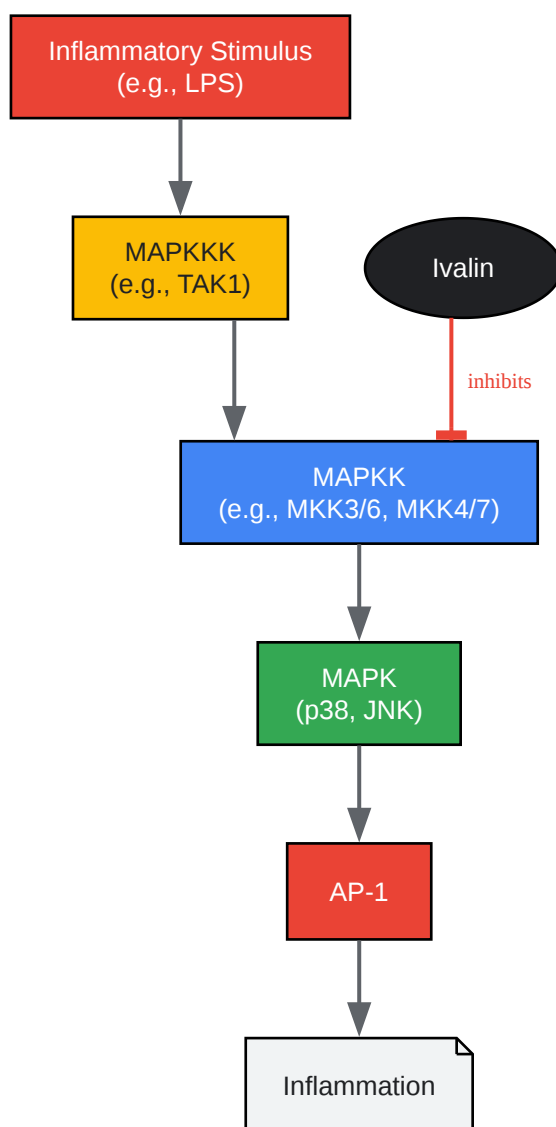 Inflammatory Stimulus
(e.g., LPS)
MAPKKK
(e.g., TAK1)
Ivalin
inhibits
MAPKK
(e.g., MKK3/6, MKK4/7)
MAPK
(p38, JNK)
AP-1
Inflammation